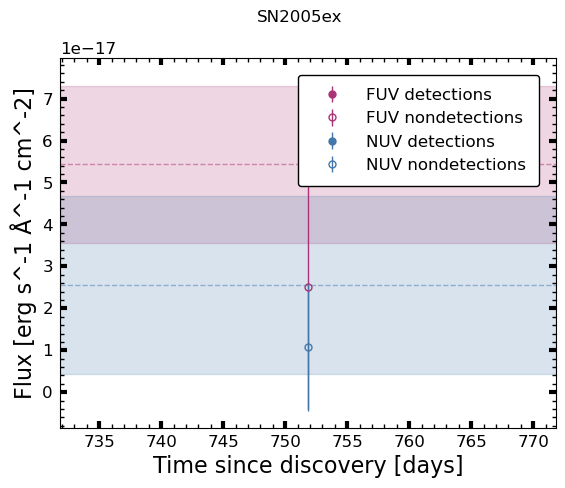 SN2005ex
1e−17
FUV detections
FUV nondetections
NUV detections
NUV nondetections
7
6
5
4
3
2
1
0
Flux [erg s^-1 Å^-1 cm^-2]
735 740 745 750 755 760 765 770
Time since discovery [days]